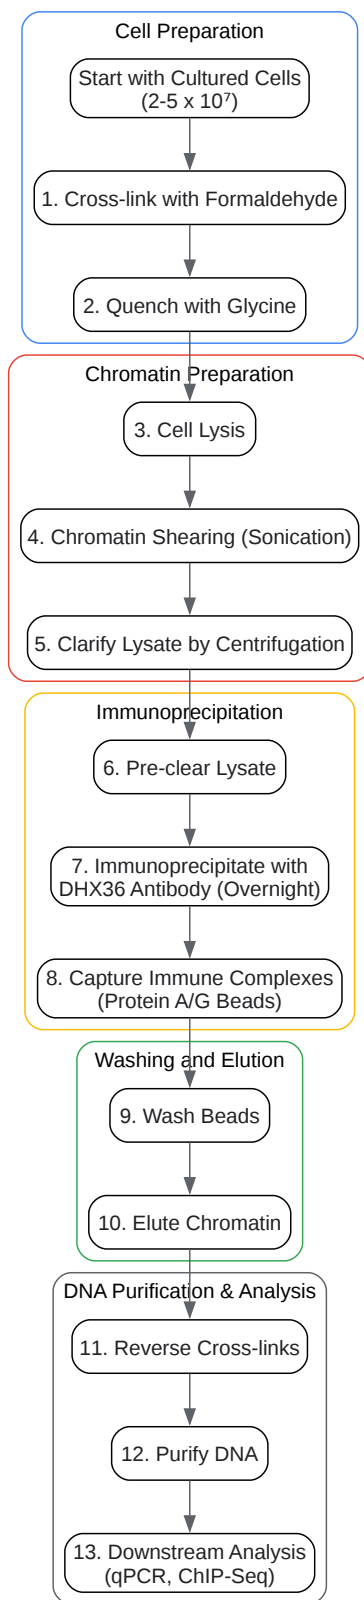 Cell Preparation
Start with Cultured Cells
(2-5 x 10⁷)
1. Cross-link with Formaldehyde
2. Quench with Glycine
Chromatin Preparation
3. Cell Lysis
4. Chromatin Shearing (Sonication)
5. Clarify Lysate by Centrifugation
Immunoprecipitation
6. Pre-clear Lysate
7. Immunoprecipitate with
DHX36 Antibody (Overnight)
8. Capture Immune Complexes
(Protein A/G Beads)
Washing and Elution
9. Wash Beads
10. Elute Chromatin
DNA Purification & Analysis
11. Reverse Cross-links
12. Purify DNA
13. Downstream Analysis
(qPCR, ChIP-Seq)